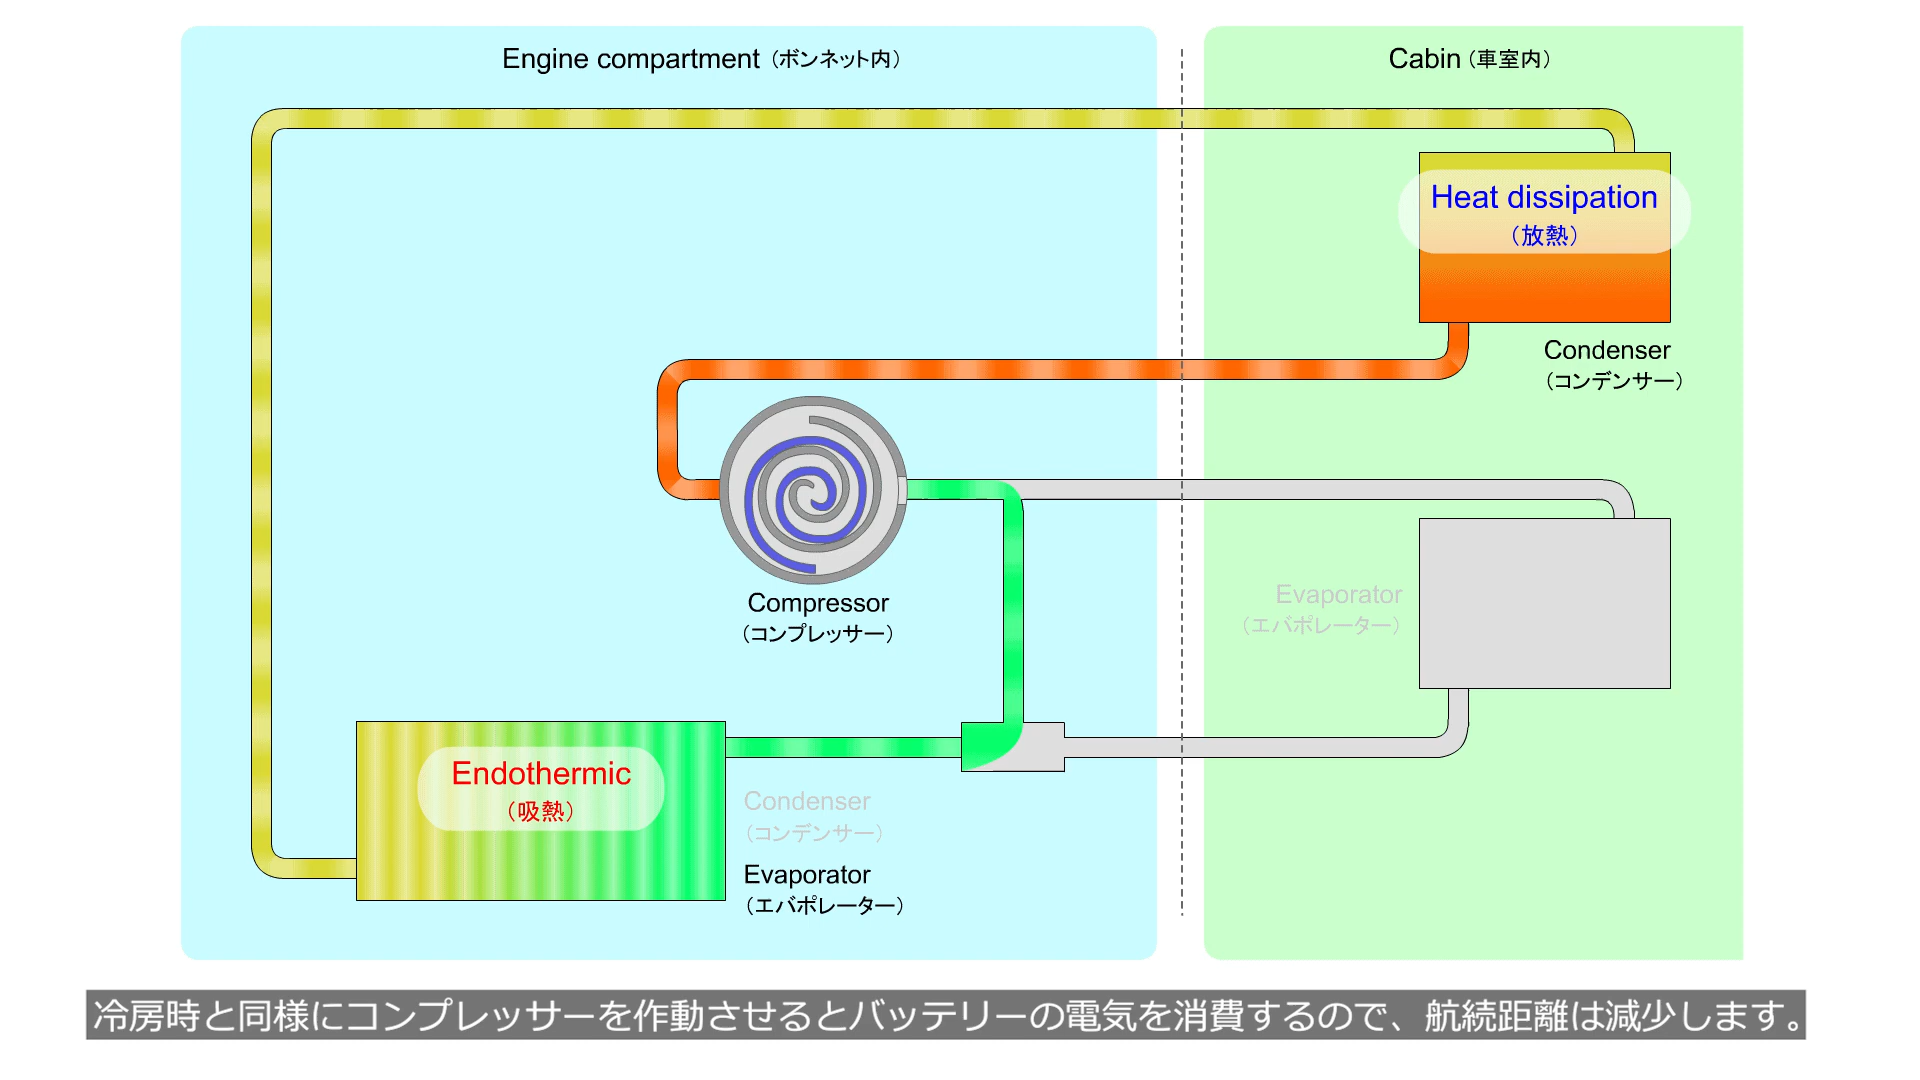 Engine compartment（ボンネット内）
Cabin（車室内）
Heat dissipation
（放熱）
Condenser
（コンデンサー）
Compressor
（コンプレッサー）
Evaporator
（エバポレーター）
Endothermic
（吸熱）
Condenser
（コンデンサー）
Evaporator
（エバポレーター）
冷房時と同様にコンプレッサーを作動させるとバッテリーの電気を消費するので、航続距離は減少します。